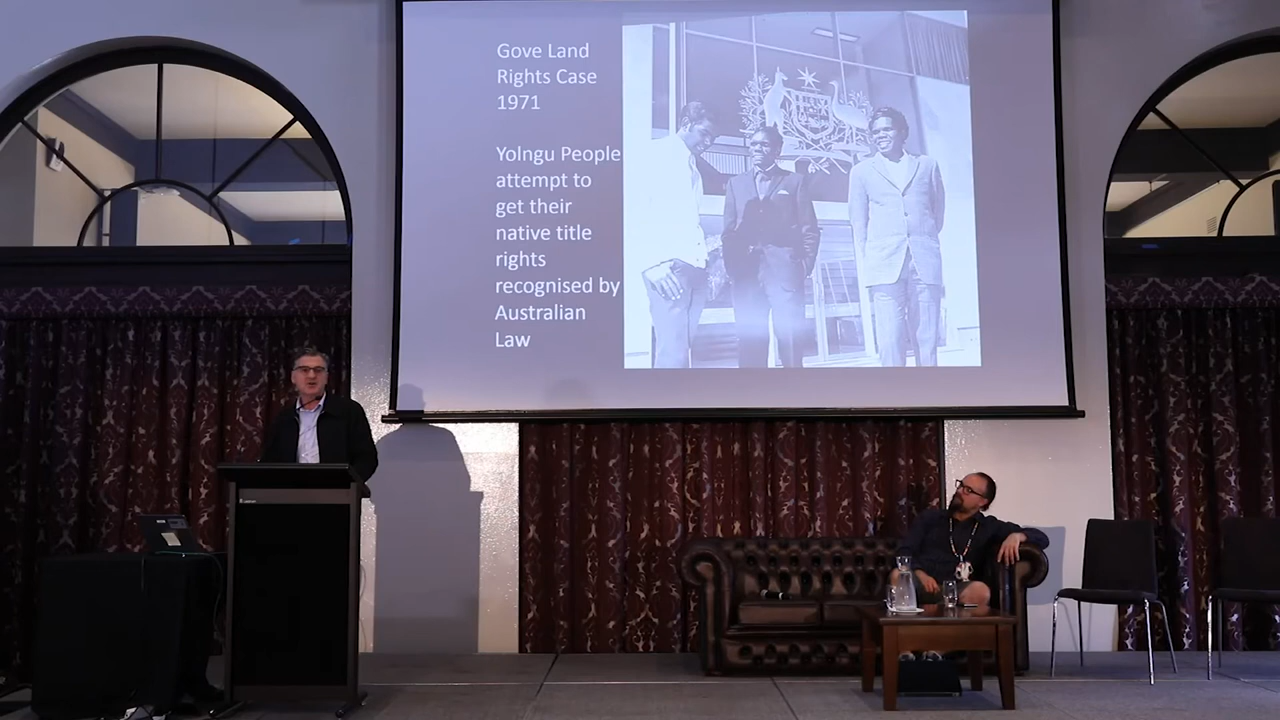 Gove Land
Rights Case
1971
Yolngu People
attempt to
get their
native title
rights
recognised by
Australian
Law